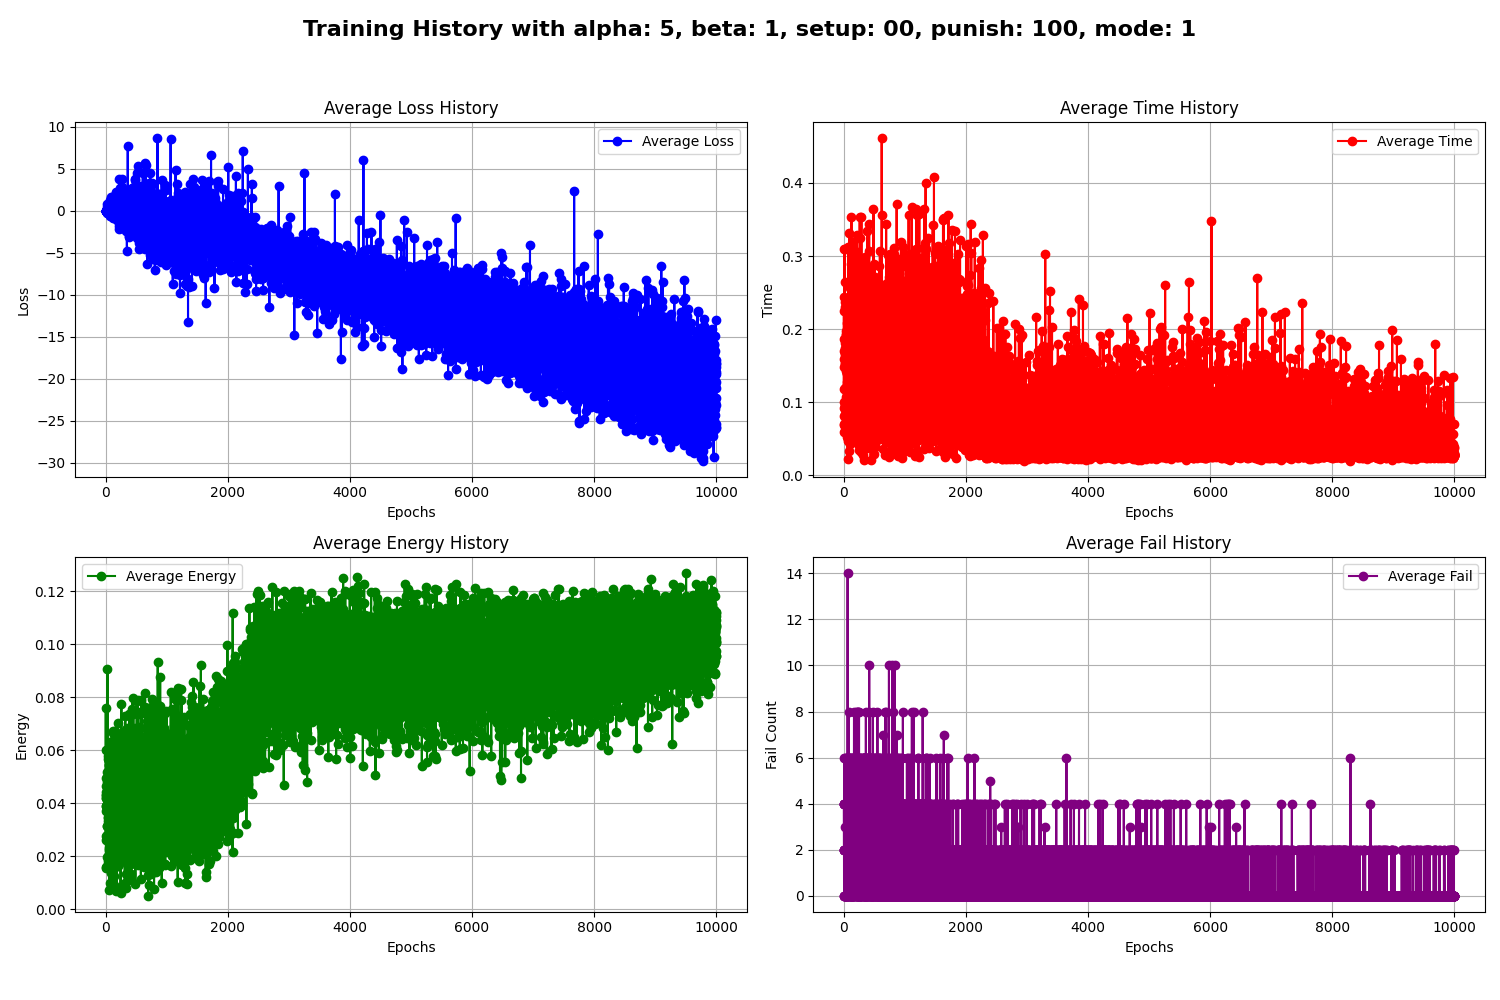 Training History with alpha: 5, beta: 1, setup: 00, punish: 100, mode: 1
Average Loss History
10
5
0
−5
−10
−15
−20
−25
−30
Loss
Average Loss
0 2000 4000 6000 8000 10000
Epochs
Average Time History
0.4
0.3
0.2
0.1
0.0
Time
Average Time
0 2000 4000 6000 8000 10000
Epochs
Average Energy History
0.12
0.10
0.08
0.06
0.04
0.02
0.00
Energy
Average Energy
0 2000 4000 6000 8000 10000
Epochs
Average Fail History
14
12
10
8
6
4
2
0
Fail Count
Average Fail
0 2000 4000 6000 8000 10000
Epochs